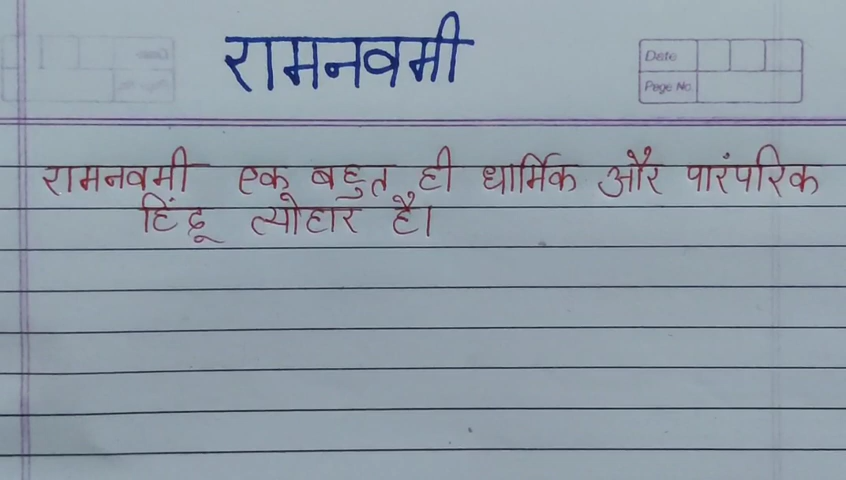 रामनवमी
Date
Page No.
रामनवमी एक बहुत ही धार्मिक और पारंपरिक
हिंदू त्योहार है।